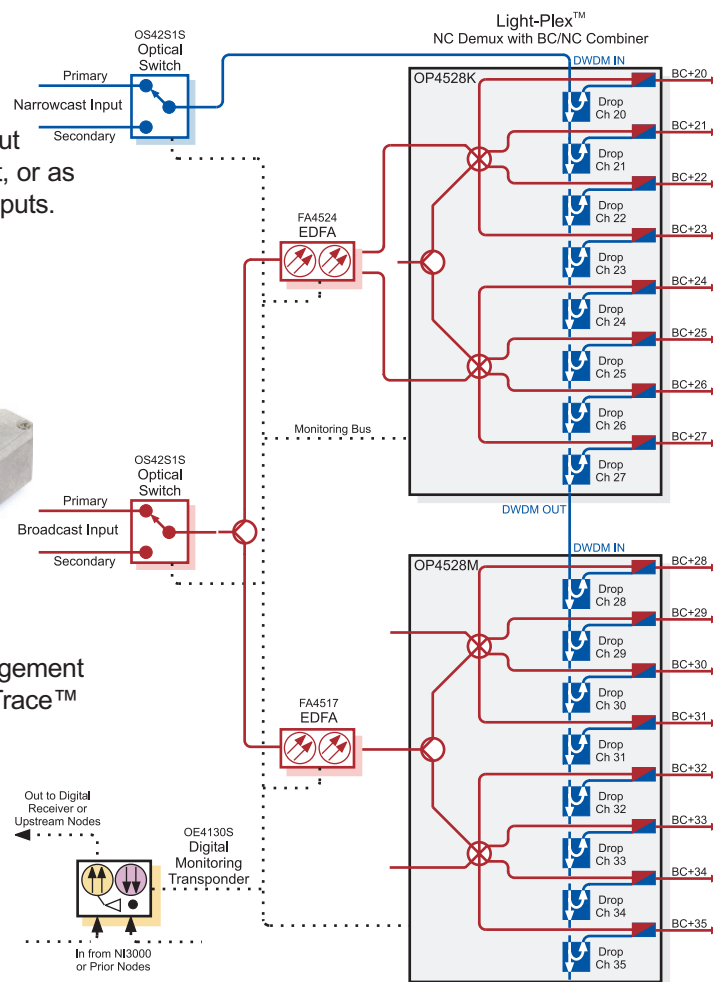 Light-Plex™
NC Demux with BC/NC Combiner
OS42S1S
Optical
Switch
Primary
Narrowcast Input
Secondary
ut
t, or as
puts.
DWDM IN
OP4528K
BC+20
Drop
Ch 20
BC+21
Drop
Ch 21
BC+22
Drop
Ch 22
BC+23
Drop
Ch 23
BC+24
Drop
Ch 24
BC+25
Drop
Ch 25
BC+26
Drop
Ch 26
BC+27
Drop
Ch 27
FA4524
EDFA
Monitoring Bus
OS42S1S
Optical
Switch
Primary
Broadcast Input
Secondary
DWDM OUT
DWDM IN
OP4528M
BC+28
Drop
Ch 28
BC+29
Drop
Ch 29
BC+30
Drop
Ch 30
BC+31
Drop
Ch 31
BC+32
Drop
Ch 32
BC+33
Drop
Ch 33
BC+34
Drop
Ch 34
BC+35
Drop
Ch 35
gement
Trace™
FA4517
EDFA
Out to Digital
Receiver or
Upstream Nodes
OE4130S
Digital
Monitoring
Transponder
In from NI3000
or Prior Nodes